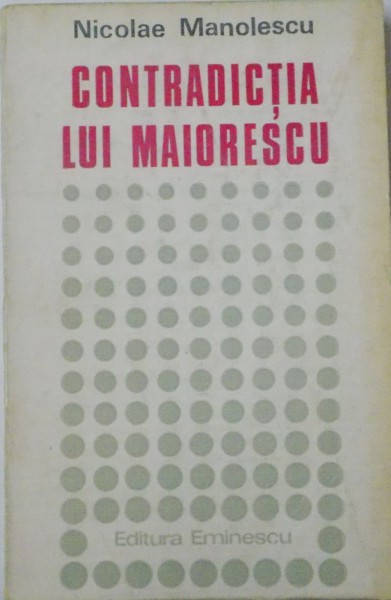 Nicolae Manolescu
CONTRADICȚIA
LUI MAIORESCU
Editura Eminescu